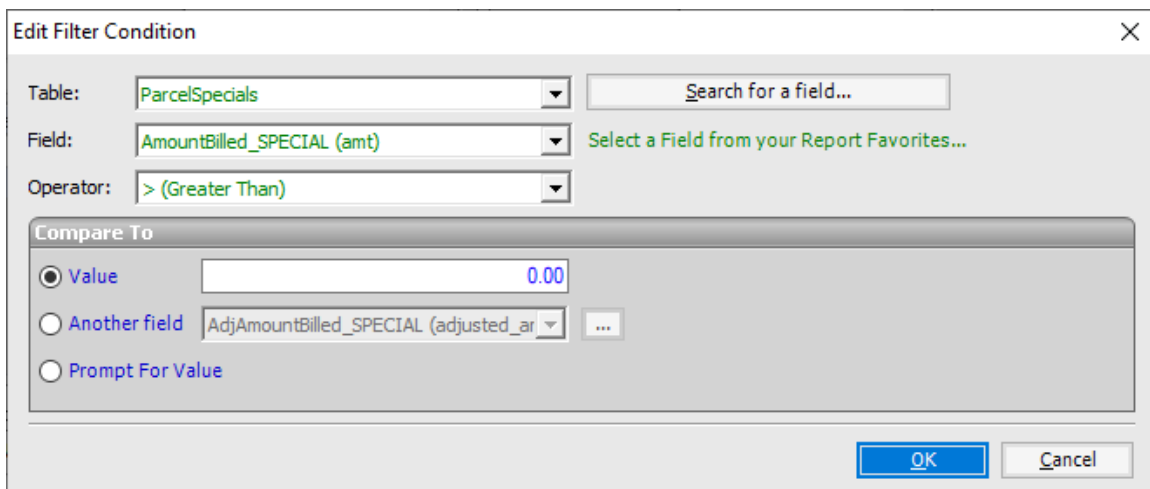 Edit Filter Condition
Table: ParcelSpecials Search for a field...
Field: AmountBilled_SPECIAL (amt) Select a Field from your Report Favorites...
Operator: > (Greater Than)
Compare To
Value 0.00
Another field AdjAmountBilled_SPECIAL (adjusted_ar ...
Prompt For Value
OK Cancel